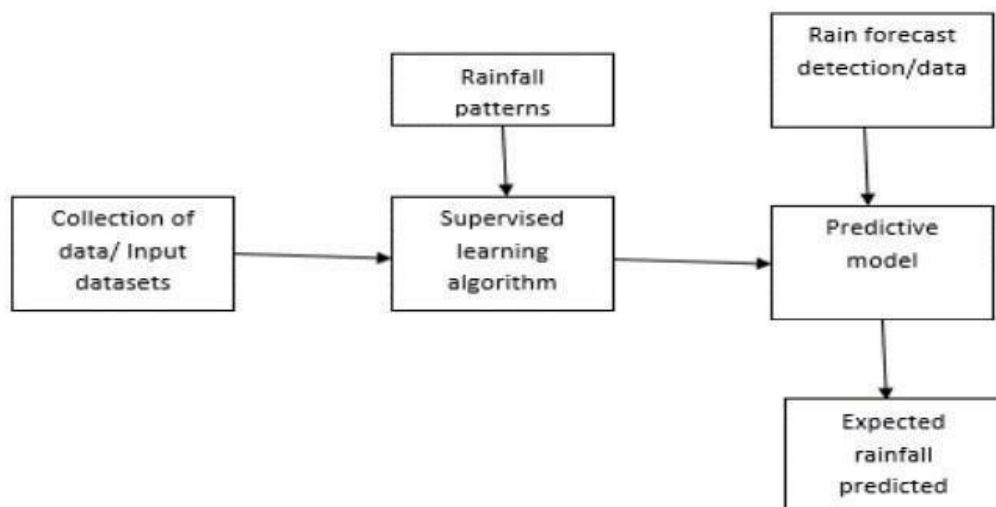 Rain forecast
detection/data
Rainfall
patterns
Collection of
data/ Input
datasets
Supervised
learning
algorithm
Predictive
model
Expected
rainfall
predicted